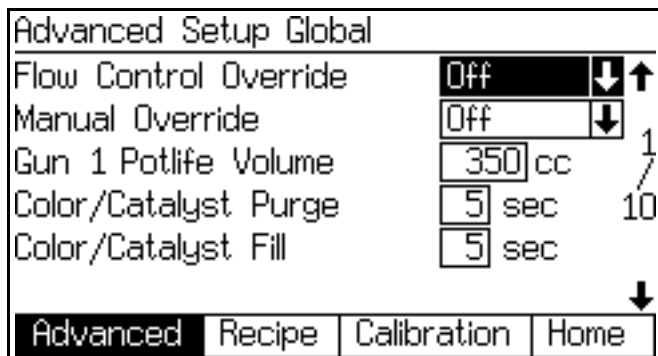 Advanced Setup Global
Flow Control Override Off
Manual Override Off
Gun 1 Potlife Volume 350 cc
Color/Catalyst Purge 5 sec
Color/Catalyst Fill 5 sec
1/10
Advanced Recipe Calibration Home